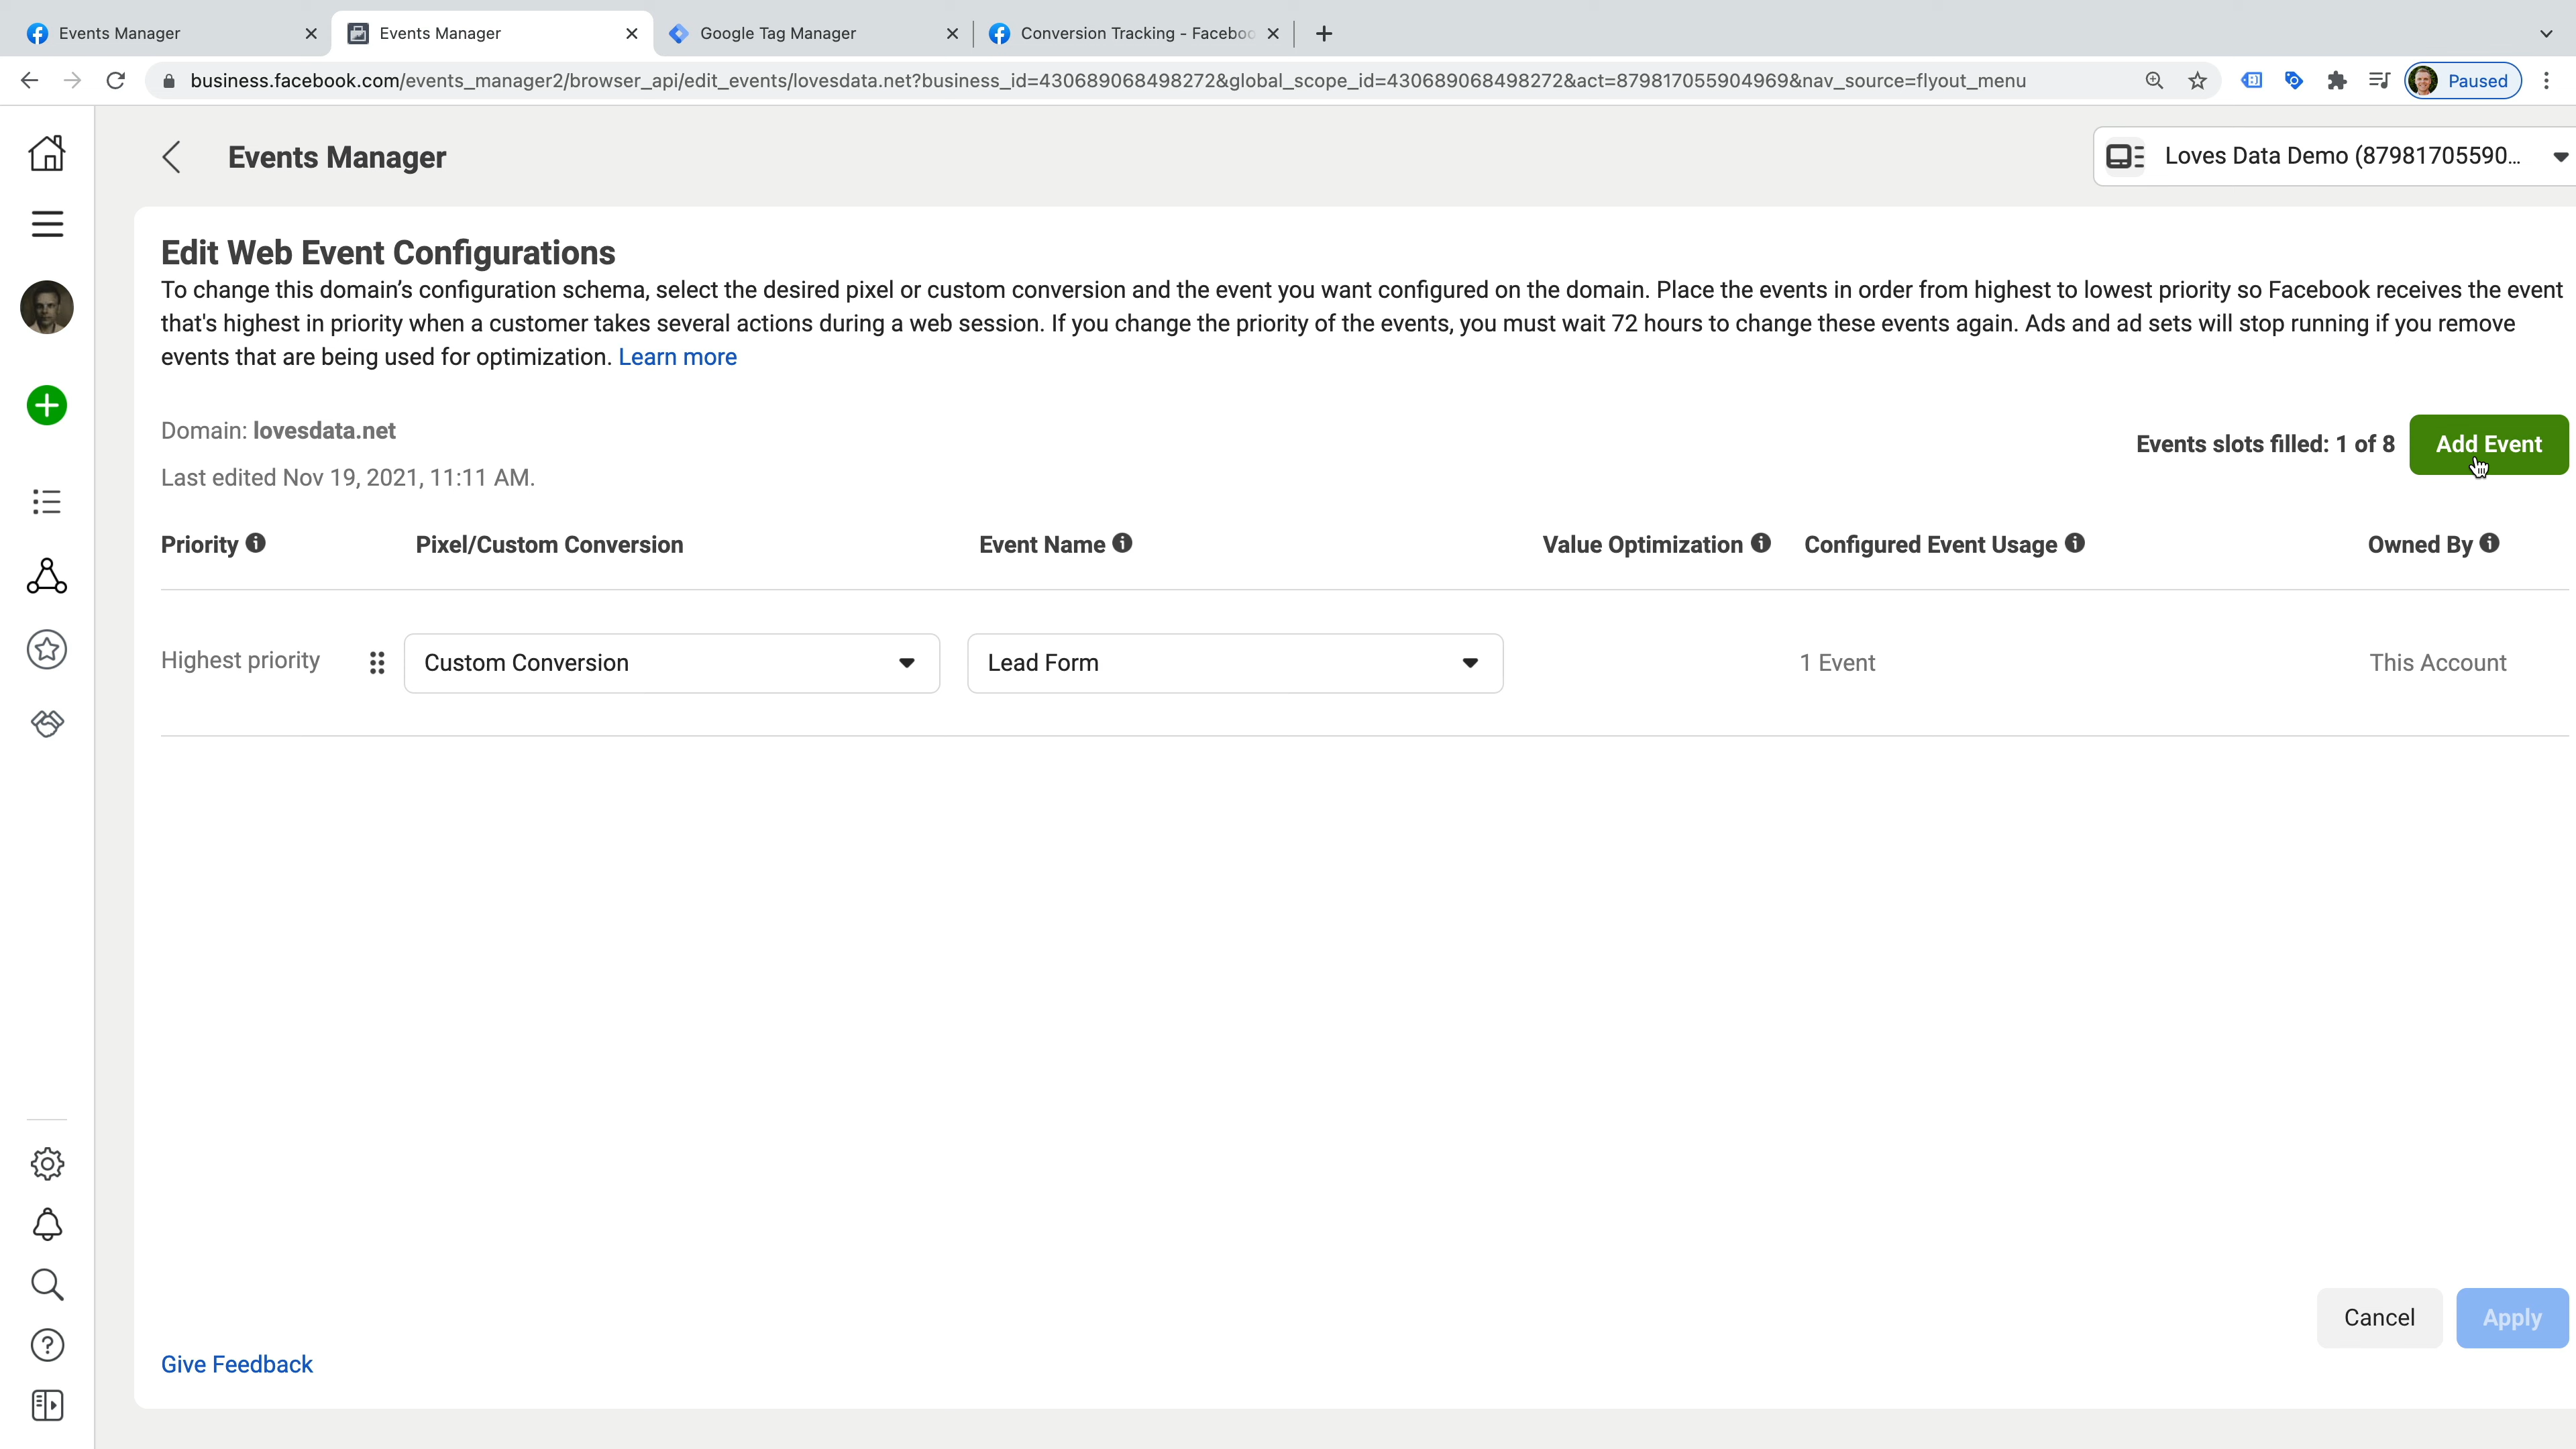 Events Manager
Events Manager
Google Tag Manager
Conversion Tracking - Faceboo
business.facebook.com/events_manager2/browser_api/edit_events/lovesdata.net?business_id=430689068498272&global_scope_id=430689068498272&act=879817055904969&nav_source=flyout_menu
Paused
Events Manager
Loves Data Demo (87981705590...
Edit Web Event Configurations
To change this domain's configuration schema, select the desired pixel or custom conversion and the event you want configured on the domain. Place the events in order from highest to lowest priority so Facebook receives the event
that's highest in priority when a customer takes several actions during a web session. If you change the priority of the events, you must wait 72 hours to change these events again. Ads and ad sets will stop running if you remove
events that are being used for optimization. Learn more
Domain: lovesdata.net
Events slots filled: 1 of 8
Add Event
Last edited Nov 19, 2021, 11:11 AM.
Priority
Pixel/Custom Conversion
Event Name
Value Optimization
Configured Event Usage
Owned By
Highest priority
Custom Conversion
Lead Form
1 Event
This Account
Cancel
Apply
Give Feedback